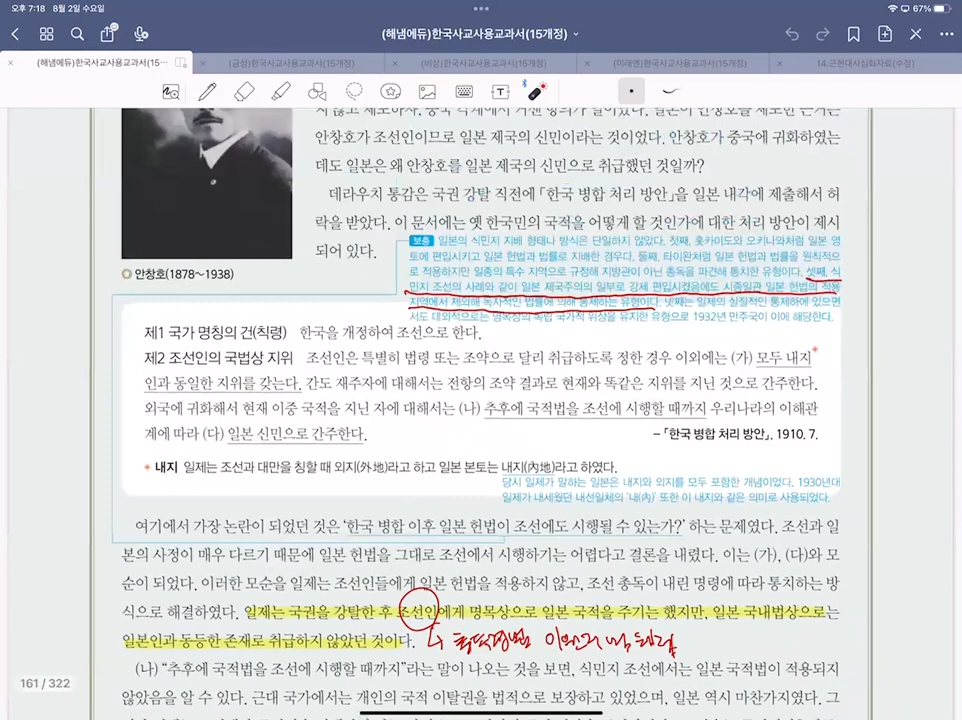 오후 7:18 8월 2일 수요일
67%
(해냄에듀)한국사교사용교과서(15개정)
(해냄에듀)한국사교사용교과서(15…
(금성)한국사교사용교과서(15개정)
(비상)한국사교사용교과서(15개정)
(미래엔)한국사교사용교과서(15개정)
14.근현대사심화자료(수정)
안창호가 조선인이므로 일본 제국의 신민이라는 것이었다. 안창호가 중국에 귀화하였는
데도 일본은 왜 안창호를 일본 제국의 신민으로 취급했던 것일까?
데라우치 통감은 국권 강탈 직전에 「한국 병합 처리 방안」을 일본 내각에 제출해서 허
락을 받았다. 이 문서에는 옛 한국민의 국적을 어떻게 할 것인가에 대한 처리 방안이 제시
되어 있다.
보충 일본의 식민지 지배 형태나 방식은 단일하지 않았다. 첫째, 홋카이도와 오키나와처럼 일본 영
토에 편입시키고 일본 헌법과 법률로 지배한 경우다. 둘째, 타이완처럼 일본 헌법과 법률을 원칙적으
로 적용하지만 일종의 특수 지역으로 규정해 지방관이 아닌 총독을 파견해 통치한 유형이다. 셋째, 식
민지 조선의 사례와 같이 일본 제국주의의 일부로 강제 편입시켰음에도 시종일관 일본 헌법의 적용
지역에서 제외해 독자적인 법률에 의해 통제하는 유형이다. 넷째는 일제의 실질적인 통제하에 있으면
서도 대외적으로는 명목상의 독립 국가적 위상을 유지한 유형으로 1932년 만주국이 이에 해당한다.
안창호(1878~1938)
제1 국가 명칭의 건(칙령) 한국을 개정하여 조선으로 한다.
제2 조선인의 국법상 지위 조선인은 특별히 법령 또는 조약으로 달리 취급하도록 정한 경우 이외에는 (가) 모두 내지*
인과 동일한 지위를 갖는다. 간도 재주자에 대해서는 전항의 조약 결과로 현재와 똑같은 지위를 지닌 것으로 간주한다.
외국에 귀화해서 현재 이중 국적을 지닌 자에 대해서는 (나) 추후에 국적법을 조선에 시행할 때까지 우리나라의 이해관
계에 따라 (다) 일본 신민으로 간주한다.
– 「한국 병합 처리 방안」, 1910. 7.
* 내지 일제는 조선과 대만을 칭할 때 외지(外地)라고 하고 일본 본토는 내지(內地)라고 하였다.
당시 일제가 말하는 일본은 내지와 외지를 모두 포함한 개념이었다. 1930년대
일제가 내세웠던 내선일체의 '내(內)' 또한 이 내지와 같은 의미로 사용되었다.
여기에서 가장 논란이 되었던 것은 '한국 병합 이후 일본 헌법이 조선에도 시행될 수 있는가?' 하는 문제였다. 조선과 일
본의 사정이 매우 다르기 때문에 일본 헌법을 그대로 조선에서 시행하기는 어렵다고 결론을 내렸다. 이는 (가), (다)와 모
순이 되었다. 이러한 모순을 일제는 조선인들에게 일본 헌법을 적용하지 않고, 조선 총독이 내린 명령에 따라 통치하는 방
식으로 해결하였다. 일제는 국권을 강탈한 후 조선인에게 명목상으로 일본 국적을 주기는 했지만, 일본 국내법상으로는
일본인과 동등한 존재로 취급하지 않았던 것이다.
(나) "추후에 국적법을 조선에 시행할 때까지"라는 말이 나오는 것을 보면, 식민지 조선에서는 일본 국적법이 적용되지
않았음을 알 수 있다. 근대 국가에서는 개인의 국적 이탈권을 법적으로 보장하고 있었으며, 일본 역시 마찬가지였다. 그
161 / 322